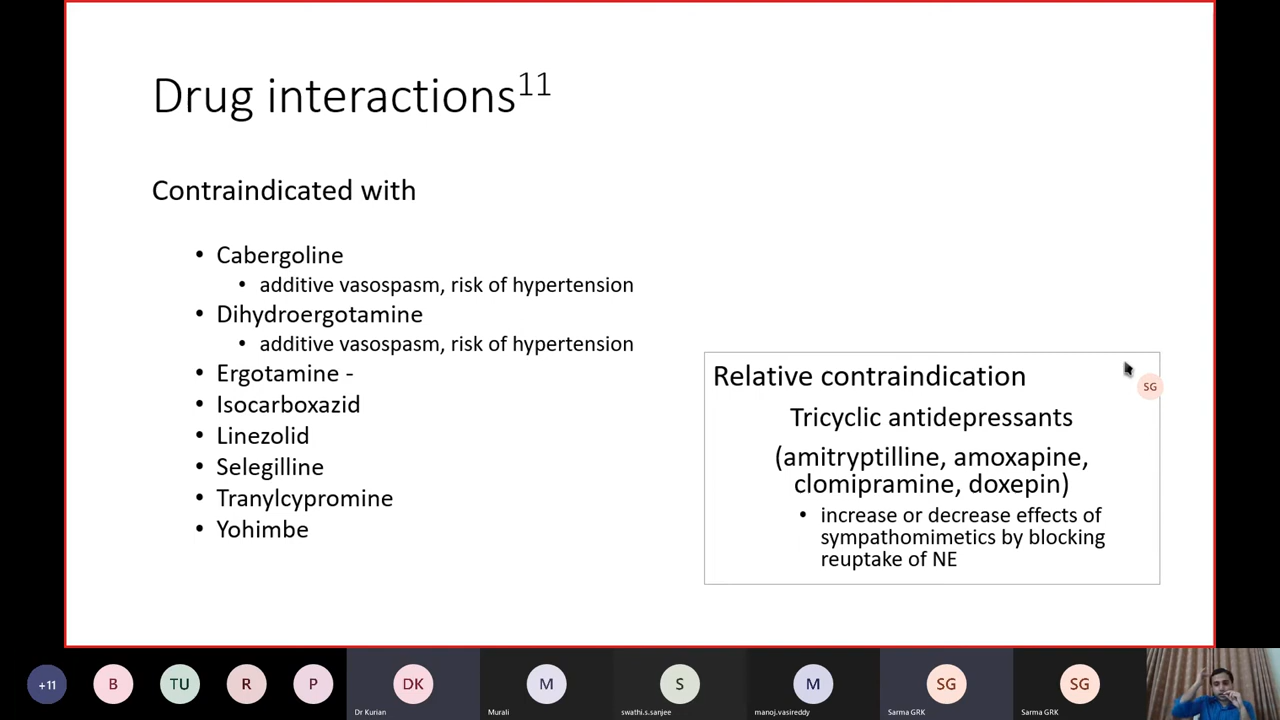 Drug interactions11
Contraindicated with
• Cabergoline
• additive vasospasm, risk of hypertension
• Dihydroergotamine
• additive vasospasm, risk of hypertension
• Ergotamine -
• Isocarboxazid
• Linezolid
• Selegilline
• Tranylcypromine
• Yohimbe
Relative contraindication
SG
Tricyclic antidepressants
(amitryptilline, amoxapine,
clomipramine, doxepin)
• increase or decrease effects of
sympathomimetics by blocking
reuptake of NE
+11
B
TU
R
P
DK
Dr Kurian
M
Murali
S
swathi.s.sanjee
M
manoj.vasireddy
SG
Sarma GRK
SG
Sarma GRK